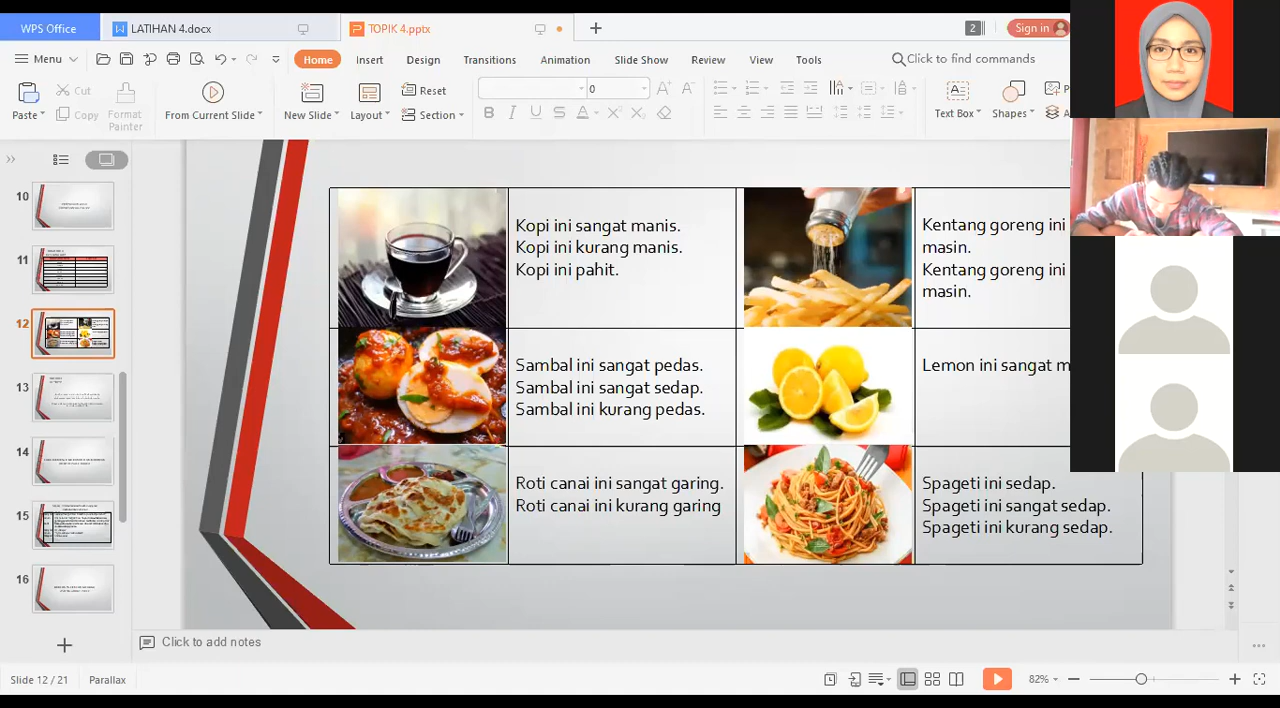 WPS Office
LATIHAN 4.docx
TOPIK 4.pptx
2
Sign in
Menu
Home
Insert
Design
Transitions
Animation
Slide Show
Review
View
Tools
Click to find commands
Paste
Cut
Format
Painter
From Current Slide
New Slide
Layout
Reset
Section
0
Text Box
Shapes
10
11
12
13
14
15
16
Kopi ini sangat manis.
Kopi ini kurang manis.
Kopi ini pahit.
Kentang goreng ini
masin.
Kentang goreng ini
masin.
Sambal ini sangat pedas.
Sambal ini sangat sedap.
Sambal ini kurang pedas.
Lemon ini sangat m
Roti canai ini sangat garing.
Roti canai ini kurang garing
Spageti ini sedap.
Spageti ini sangat sedap.
Spageti ini kurang sedap.
Click to add notes
Slide 12 / 21
Parallax
82%